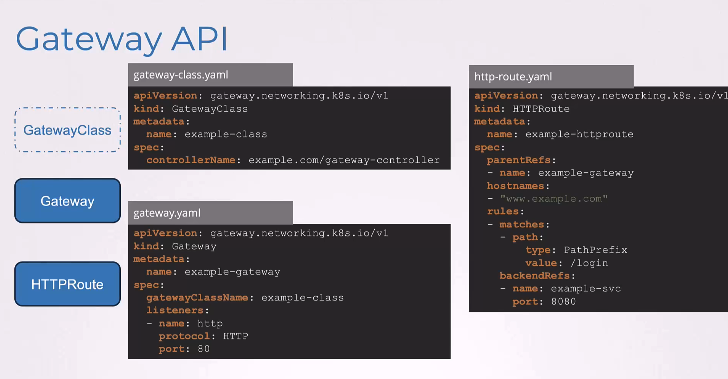 Gateway API
GatewayClass
Gateway
HTTPRoute
gateway-class.yaml
apiVersion: gateway.networking.k8s.io/v1
kind: GatewayClass
metadata:
  name: example-class
spec:
  controllerName: example.com/gateway-controller
gateway.yaml
apiVersion: gateway.networking.k8s.io/v1
kind: Gateway
metadata:
  name: example-gateway
spec:
  gatewayClassName: example-class
  listeners:
  - name: http
    protocol: HTTP
    port: 80
http-route.yaml
apiVersion: gateway.networking.k8s.io/v1
kind: HTTPRoute
metadata:
  name: example-httproute
spec:
  parentRefs:
  - name: example-gateway
  hostnames:
  - "www.example.com"
  rules:
  - matches:
    - path:
        type: PathPrefix
        value: /login
    backendRefs:
    - name: example-svc
      port: 8080